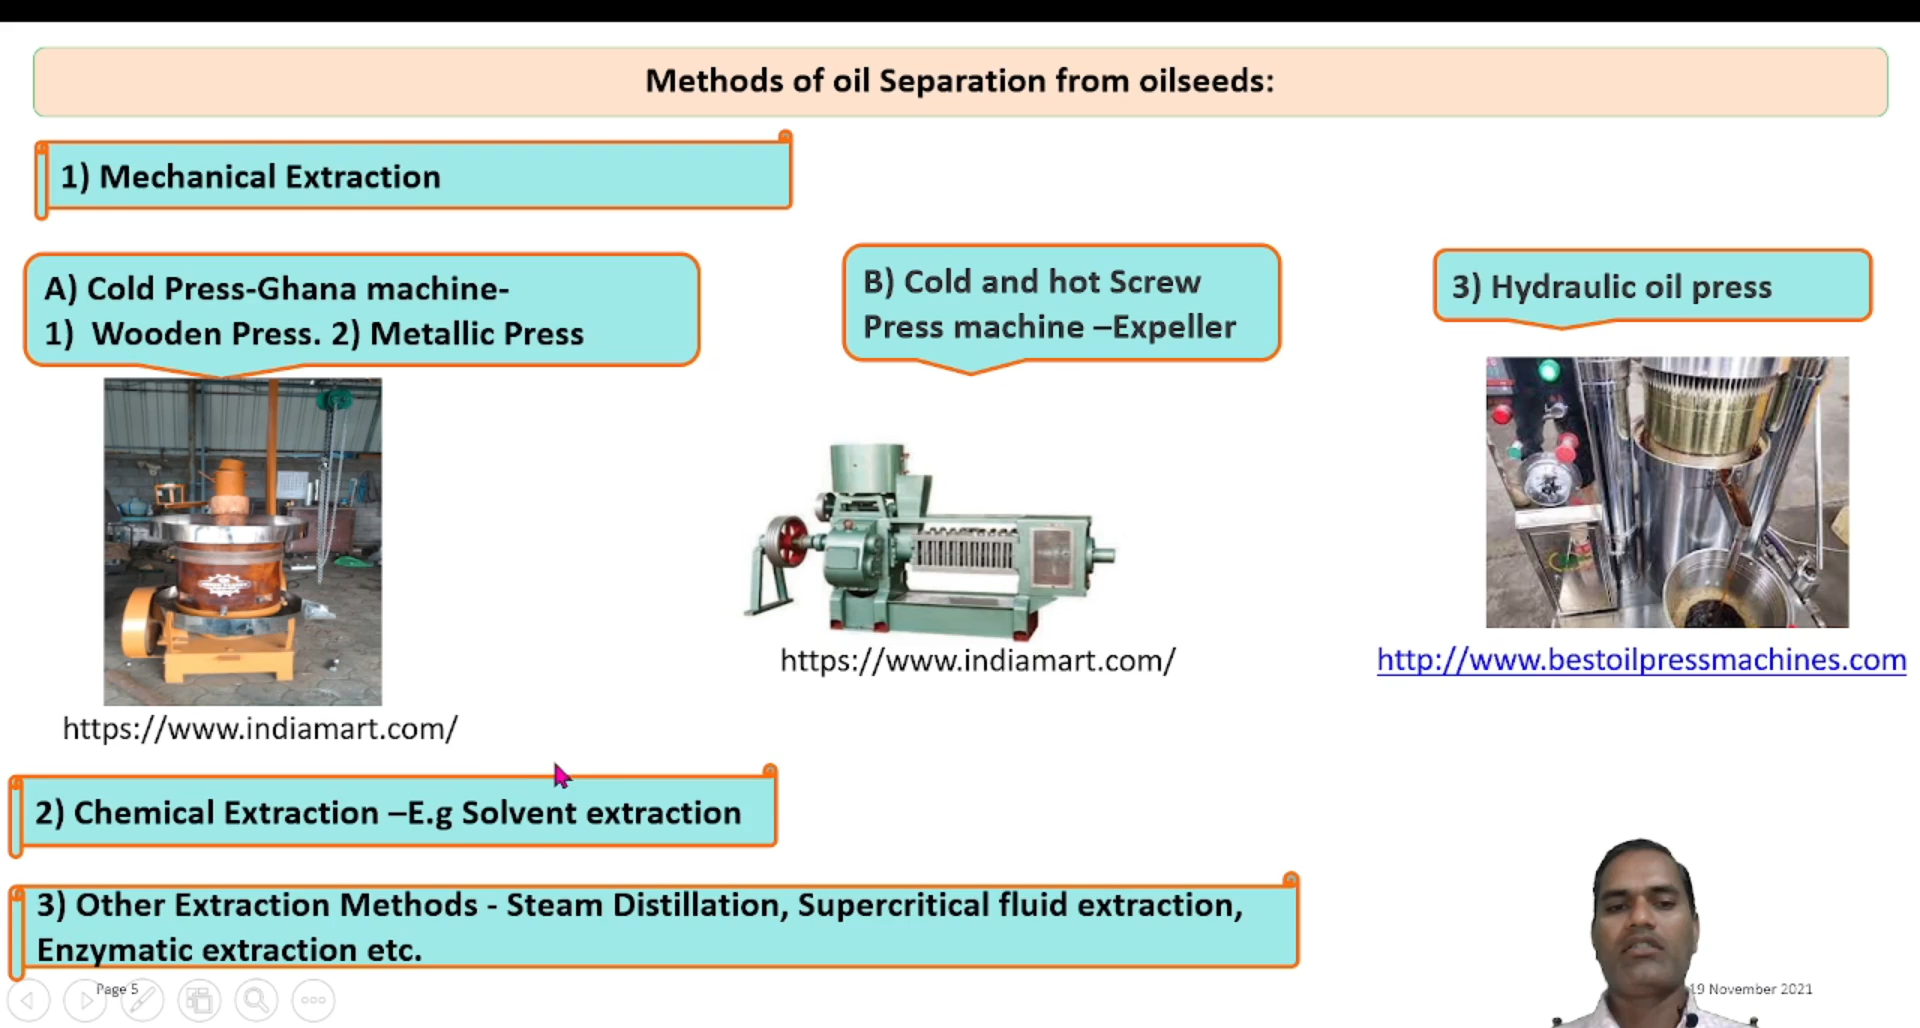 Methods of oil Separation from oilseeds:
1) Mechanical Extraction
A) Cold Press-Ghana machine-
1) Wooden Press. 2) Metallic Press
B) Cold and hot Screw
Press machine –Expeller
3) Hydraulic oil press
https://www.indiamart.com/
https://www.indiamart.com/
http://www.bestoilpressmachines.com
2) Chemical Extraction –E.g Solvent extraction
3) Other Extraction Methods - Steam Distillation, Supercritical fluid extraction,
Enzymatic extraction etc.
Page 5
19 November 2021